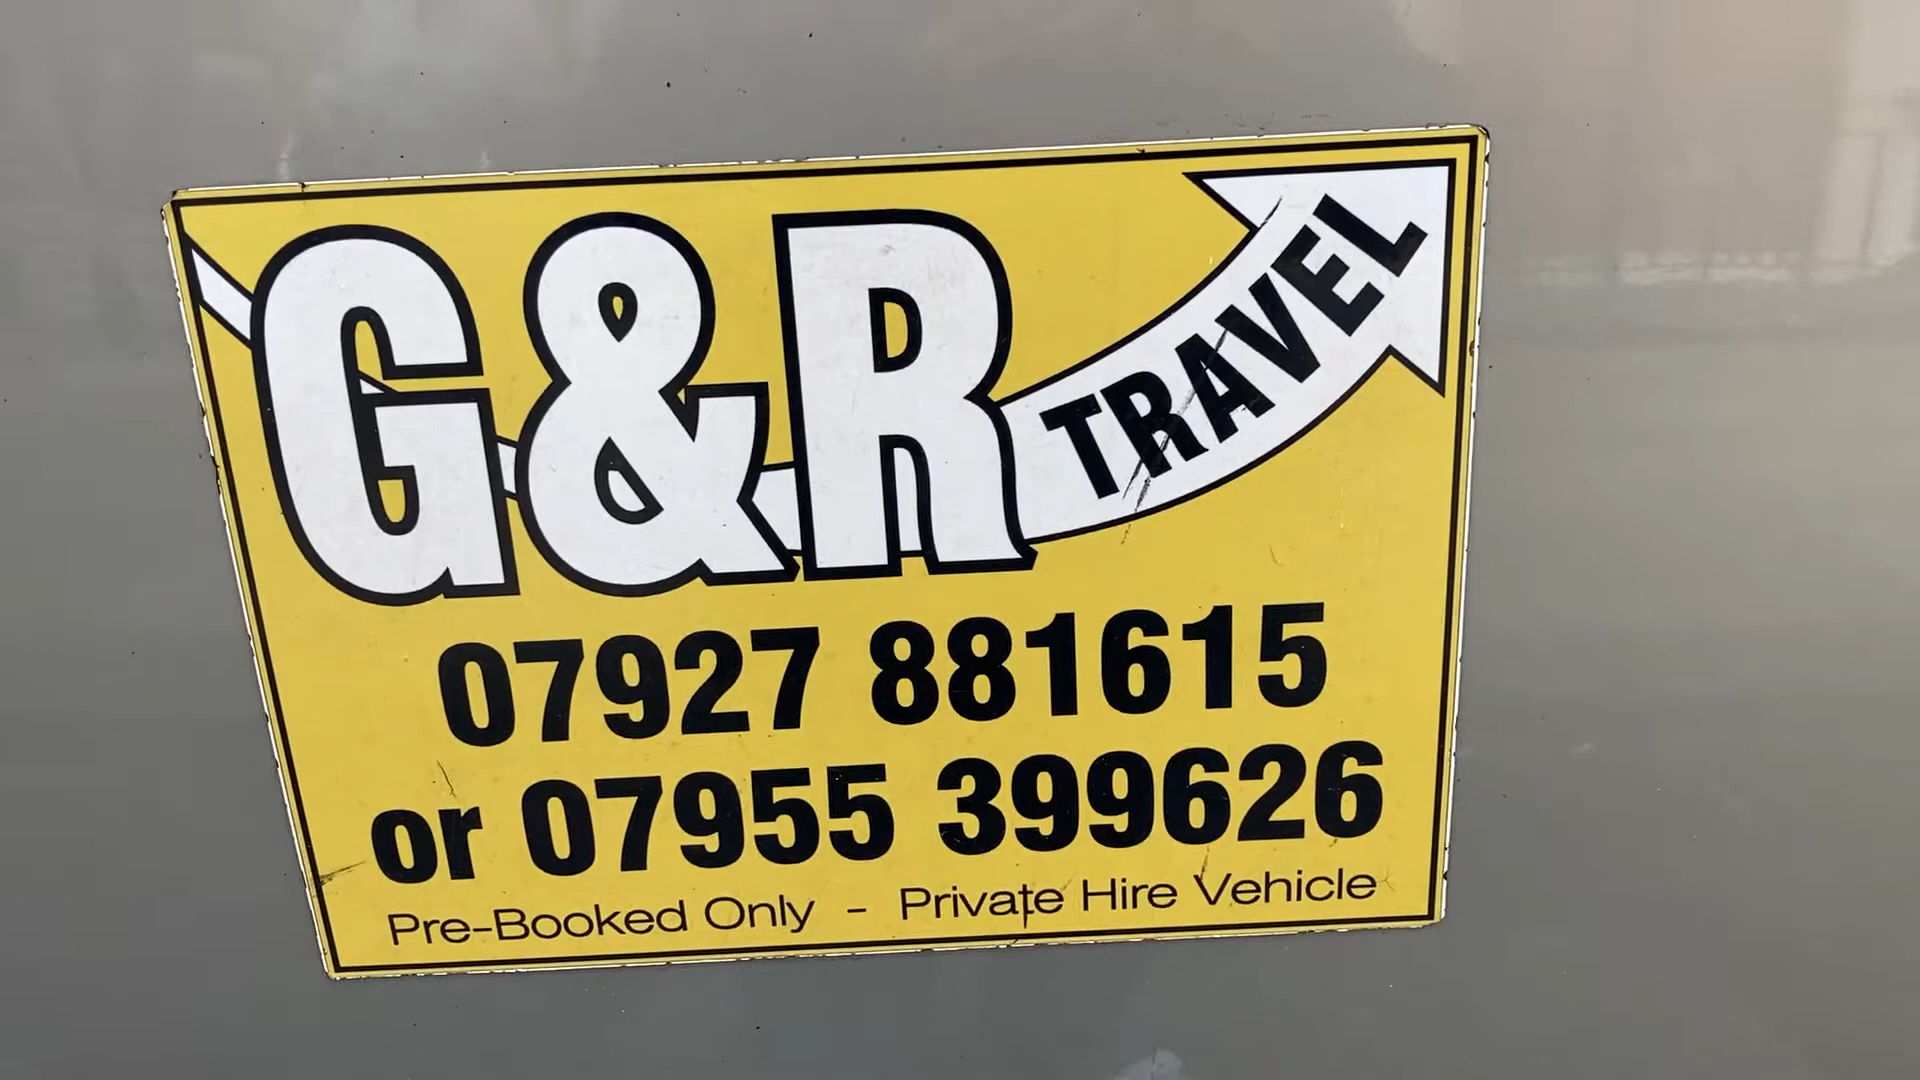 G&R TRAVEL
07927 881615
or 07955 399626
Pre-Booked Only - Private Hire Vehicle